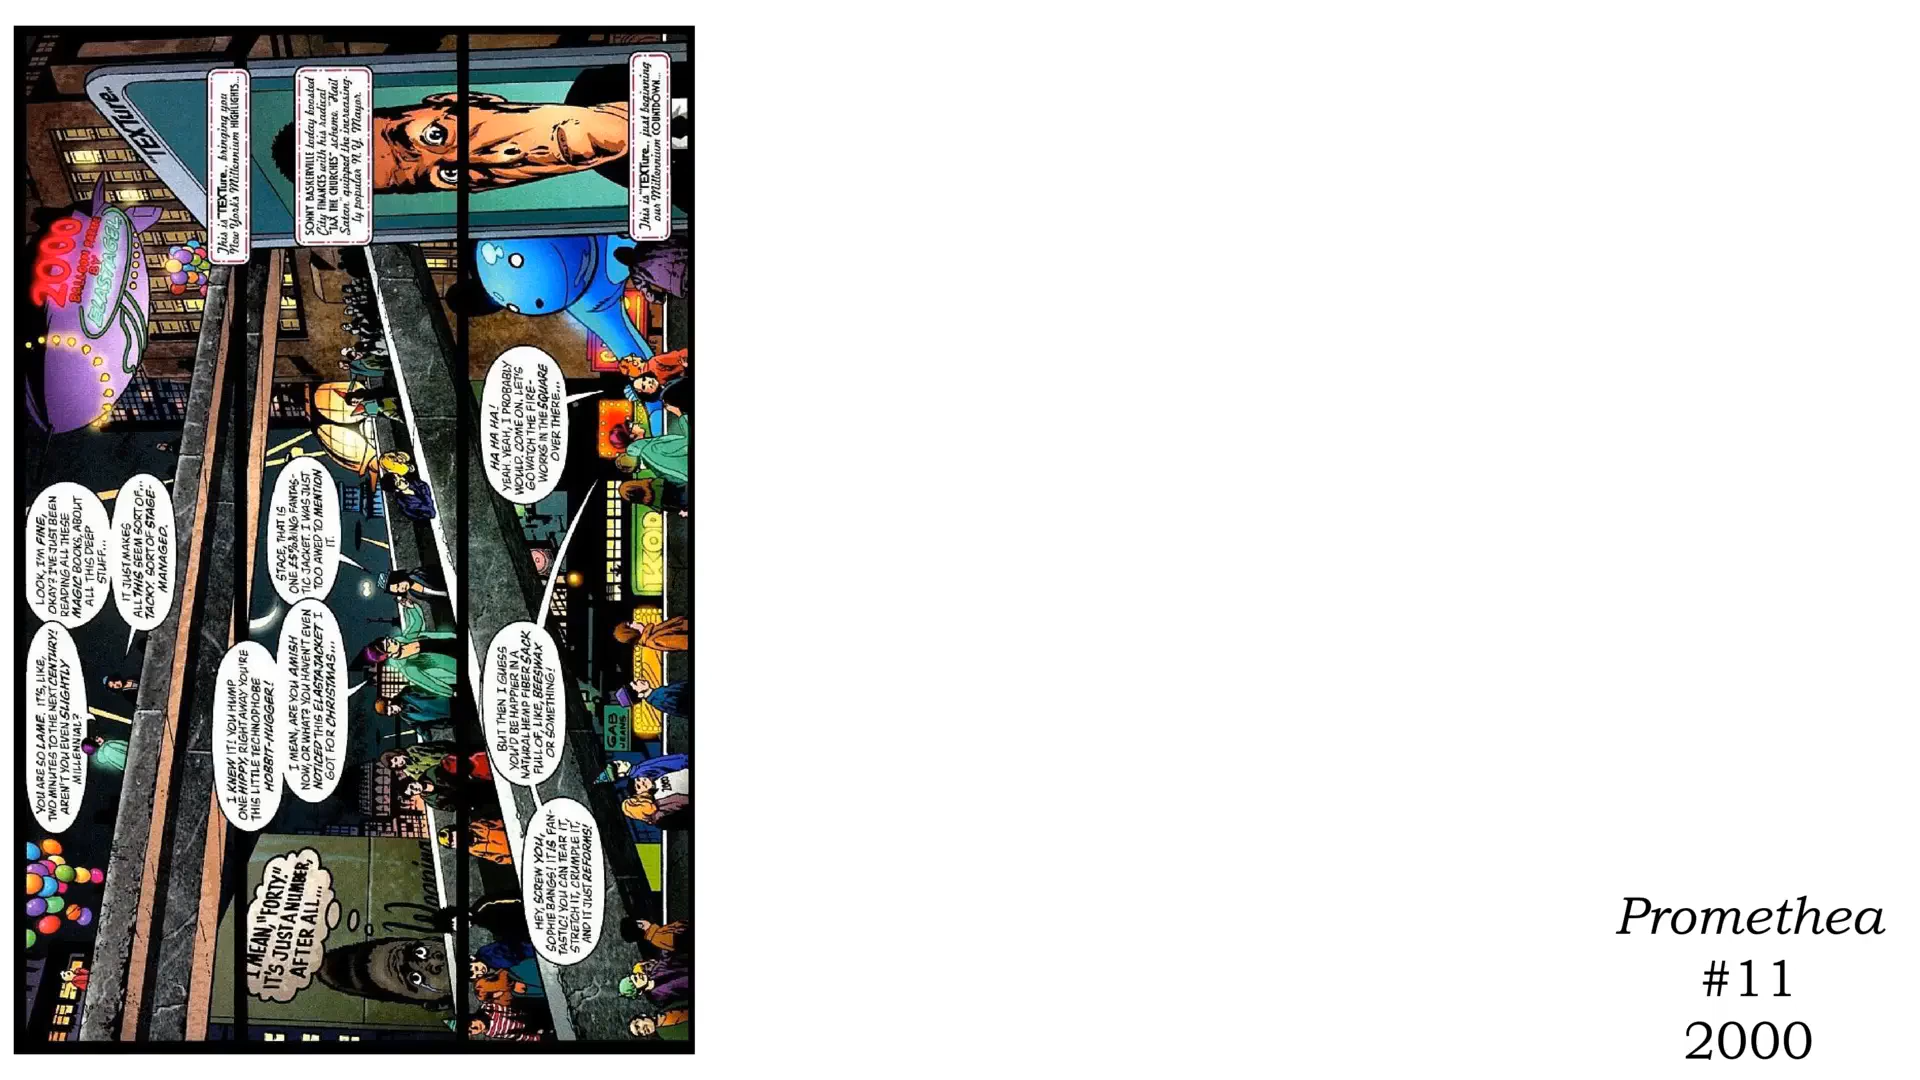 "TEXTure"
This is "TEXTure... bringing you
New York's Millennium HIGHLIGHTS...
2000
BALLOON PARADE
BY
ELASTAGEL
LOOK, I'M FINE,
OKAY? I'VE JUST BEEN
READING ALL THESE
MAGIC BOOKS, ABOUT
ALL THIS DEEP
STUFF...
IT JUST MAKES
ALL THIS SEEM SORT OF...
TACKY. SORT OF STAGE-
MANAGED.
YOU ARE SO LAME. IT'S, LIKE,
TWO MINUTES TO THE NEXT CENTURY!
AREN'T YOU EVEN SLIGHTLY
MILLENNIAL?
SONNY BASKERVILLE today boosted
City FINANCES with his radical
"TAX THE CHURCHES" scheme. "Hail
Satan," quipped the increasing-
ly popular N.Y. Mayor.
I KNEW IT! YOU HUMP
ONE HIPPY, RIGHT AWAY YOU'RE
THIS LITTLE TECHNOPHOBE
HOBBIT-HUGGER!
I MEAN, ARE YOU AMISH
NOW, OR WHAT? YOU HAVEN'T EVEN
NOTICED THIS ELASTAJACKET I
GOT FOR CHRISTMAS...
STACE, THAT IS
ONE £$%&ING FANTAS-
TIC JACKET. I WAS JUST
TOO AWED TO MENTION
IT.
I MEAN, "FORTY."
IT'S JUST A NUMBER,
AFTER ALL...
Weeping
This is "TEXTure... just beginning
our Millennium COUNTDOWN...
HEY, SCREW YOU,
SOPHIE BANGS! IT IS FAN-
TASTIC! YOU CAN TEAR IT,
STRETCH IT, CRUMPLE IT,
AND IT JUST REFORMS!
BUT THEN I GUESS
YOU'D BE HAPPIER IN A
NATURAL HEMP FIBER SACK
FULL OF, LIKE, BEESWAX
OR SOMETHING!
HA HA HA!
YEAH. YEAH, I PROBABLY
WOULD. COME ON. LET'S
GO WATCH THE FIRE-
WORKS IN THE SQUARE
OVER THERE...
KOD
GAB
JEANS
Promethea
#11
2000